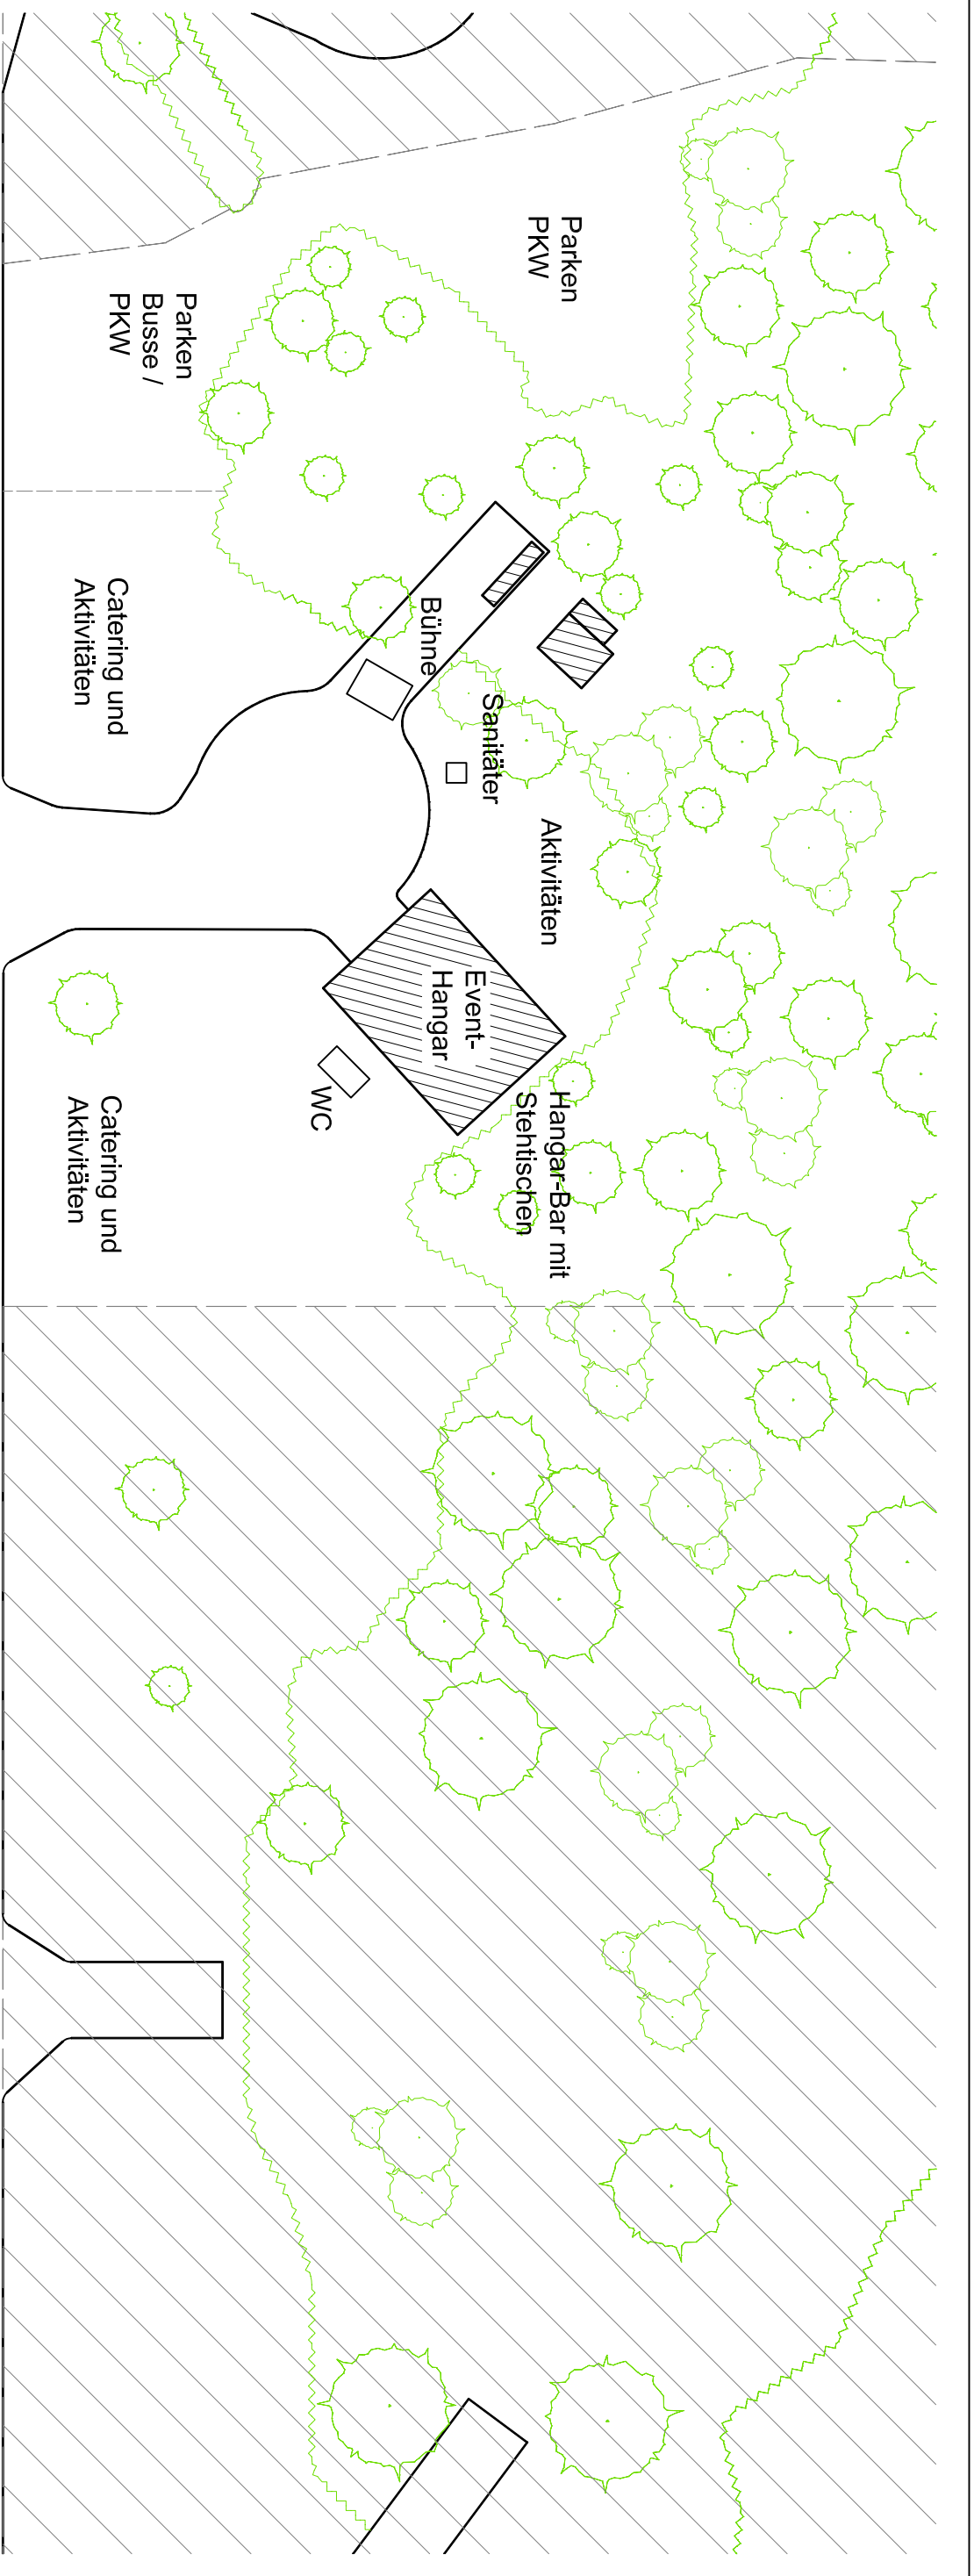 Parken
PKW
Parken
Busse /
PKW
Bühne
Catering und
Aktivitäten
Sanitäter
Aktivitäten
Event-
Hangar
WC
Hangar-Bar mit
Stehtischen
Catering und
Aktivitäten